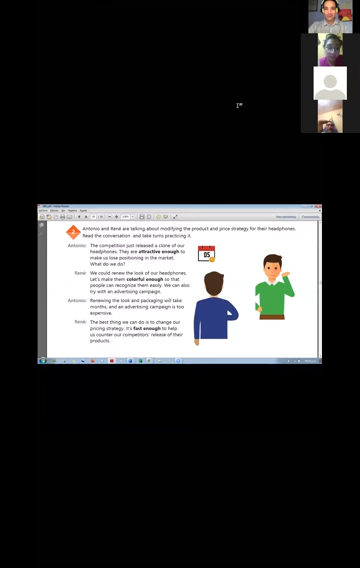 2
Antonio and René are talking about modifying the product and price strategy for their headphones.
Read the conversation and take turns practicing it.
Antonio: The competition just released a clone of our
headphones. They are attractive enough to
make us lose positioning in the market.
What do we do?
05
René: We could renew the look of our headphones.
Let's make them colorful enough so that
people can recognize them easily. We can also
try with an advertising campaign.
Antonio: Renewing the look and packaging will take
months, and an advertising campaign is too
expensive.
René: The best thing we can do is to change our
pricing strategy. It's fast enough to help
us counter our competitors' release of their
products.